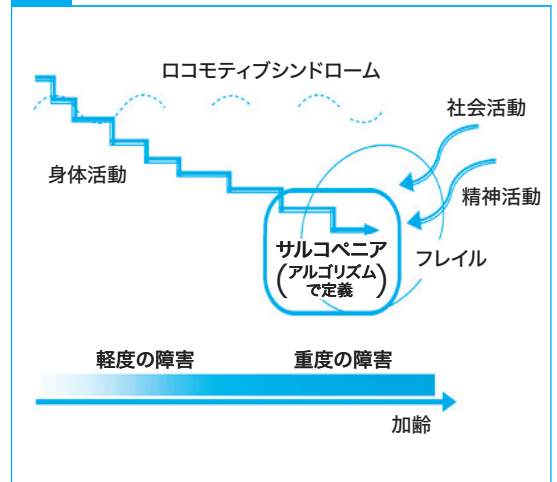 ロコモティブシンドローム
社会活動
身体活動
精神活動
サルコペニア
(アルゴリズム
で定義)
フレイル
軽度の障害
重度の障害
加齢